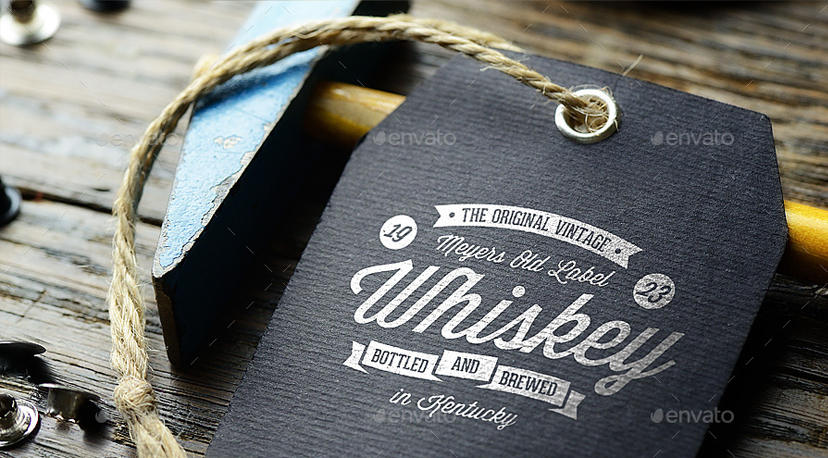 THE ORIGINAL VINTAGE
19
Meyers Old Label
23
Whiskey
BOTTLED AND BREWED
in Kentucky
envato
envato
envato
envato